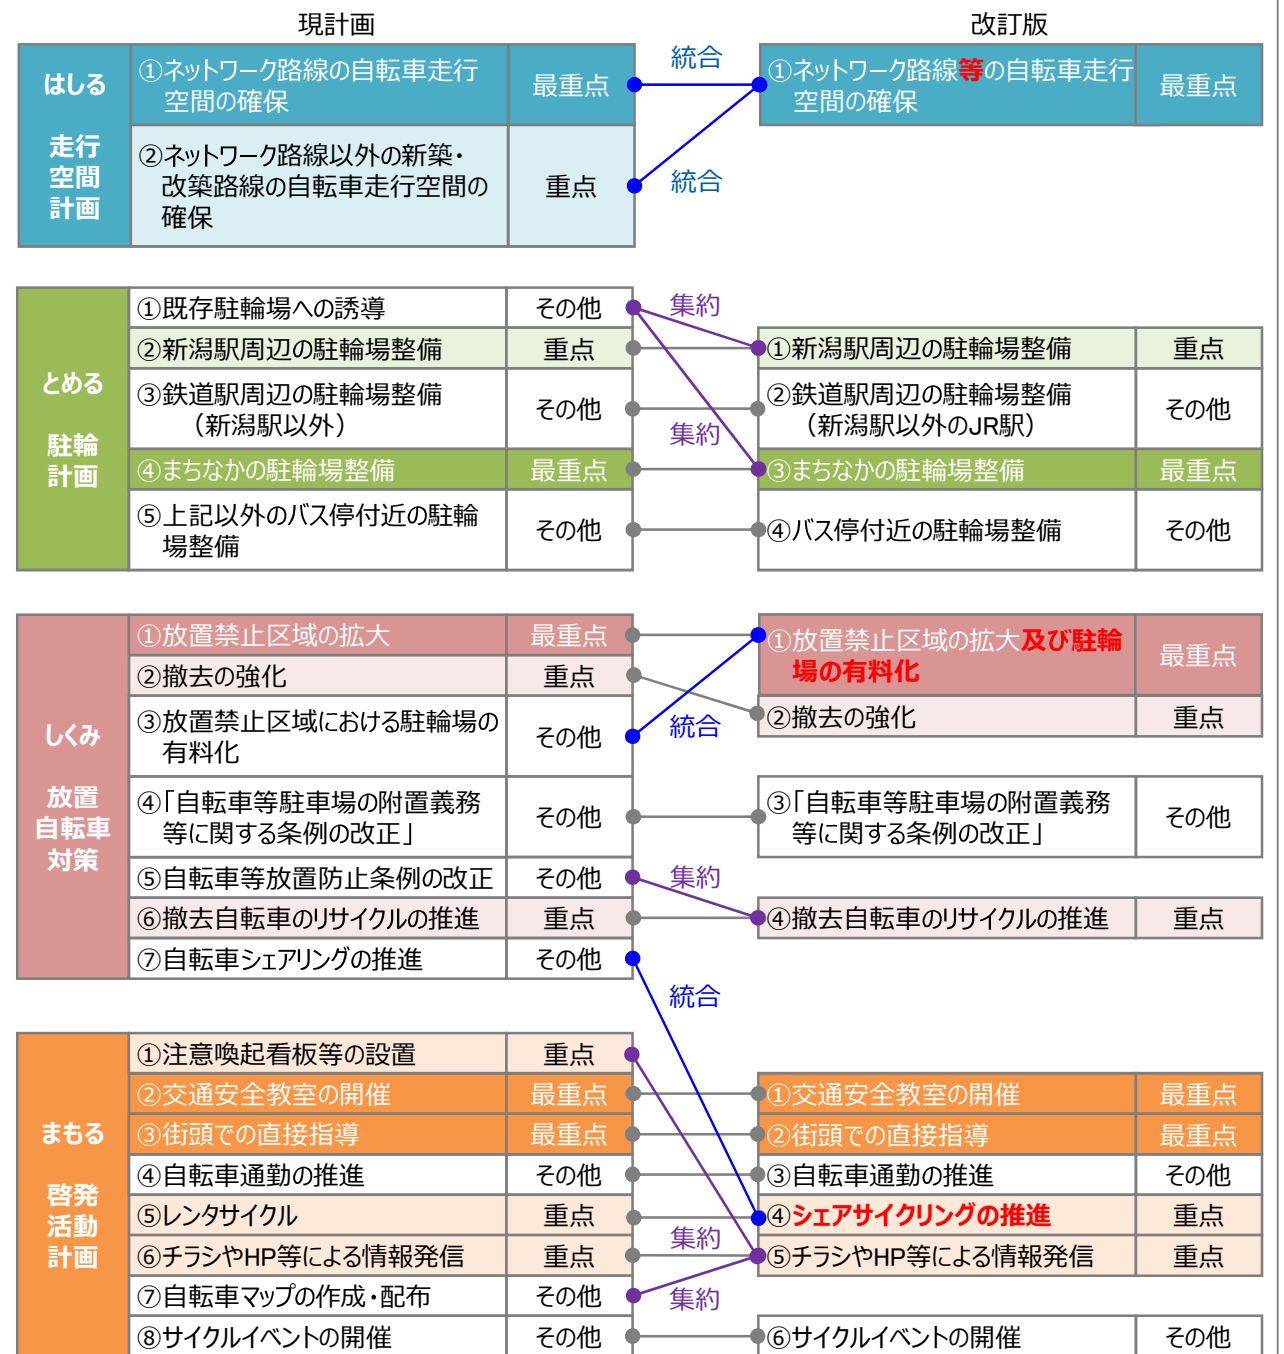 現計画
改訂版
はしる
走行
空間
計画
①ネットワーク路線の自転車走行
空間の確保
最重点
統合
①ネットワーク路線等の自転車走行
空間の確保
最重点
②ネットワーク路線以外の新築・
改築路線の自転車走行空間の
確保
重点
統合
とめる
駐輪
計画
①既存駐輪場への誘導
その他
集約
②新潟駅周辺の駐輪場整備
重点
①新潟駅周辺の駐輪場整備
重点
③鉄道駅周辺の駐輪場整備
（新潟駅以外）
その他
集約
②鉄道駅周辺の駐輪場整備
（新潟駅以外のJR駅）
その他
④まちなかの駐輪場整備
最重点
③まちなかの駐輪場整備
最重点
⑤上記以外のバス停付近の駐輪
場整備
その他
④バス停付近の駐輪場整備
その他
しくみ
放置
自転車
対策
①放置禁止区域の拡大
最重点
①放置禁止区域の拡大及び駐輪
場の有料化
最重点
②撤去の強化
重点
②撤去の強化
重点
③放置禁止区域における駐輪場の
有料化
その他
統合
④「自転車等駐車場の附置義務
等に関する条例の改正」
その他
③「自転車等駐車場の附置義務
等に関する条例の改正」
その他
⑤自転車等放置防止条例の改正
その他
集約
⑥撤去自転車のリサイクルの推進
重点
④撤去自転車のリサイクルの推進
重点
⑦自転車シェアリングの推進
その他
統合
まもる
啓発
活動
計画
①注意喚起看板等の設置
重点
②交通安全教室の開催
最重点
①交通安全教室の開催
最重点
③街頭での直接指導
最重点
②街頭での直接指導
最重点
④自転車通勤の推進
その他
③自転車通勤の推進
その他
⑤レンタサイクル
重点
④シェアサイクリングの推進
重点
集約
⑥チラシやHP等による情報発信
重点
⑤チラシやHP等による情報発信
重点
⑦自転車マップの作成・配布
その他
集約
⑧サイクルイベントの開催
その他
⑥サイクルイベントの開催
その他